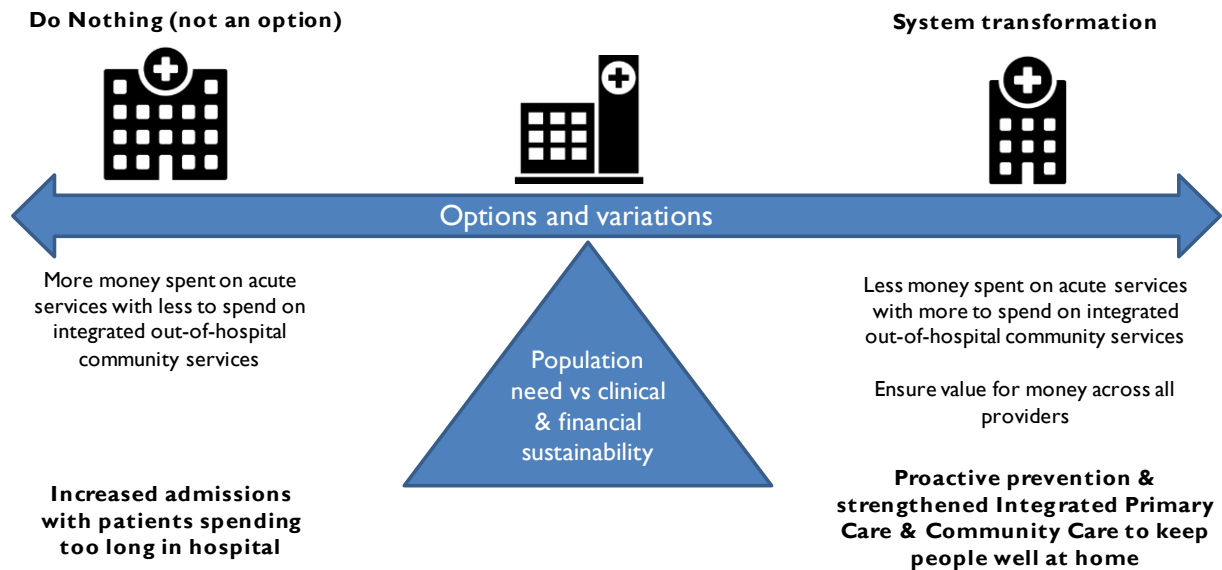 Do Nothing (not an option)
System transformation
Options and variations
More money spent on acute
services with less to spend on
integrated out-of-hospital
community services
Less money spent on acute services
with more to spend on integrated
out-of-hospital community services
Ensure value for money across all
providers
Population
need vs clinical
& financial
sustainability
Increased admissions
with patients spending
too long in hospital
Proactive prevention &
strengthened Integrated Primary
Care & Community Care to keep
people well at home